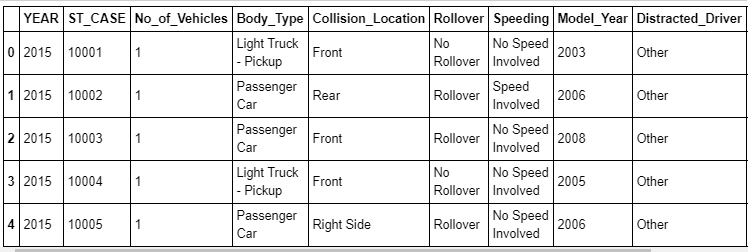 YEAR ST_CASE No_of_Vehicles Body_Type Collision_Location Rollover Speeding Model_Year Distracted_Driver
0 2015 10001 1 Light Truck - Pickup Front No Rollover No Speed Involved 2003 Other
1 2015 10002 1 Passenger Car Rear Rollover Speed Involved 2006 Other
2 2015 10003 1 Passenger Car Front Rollover No Speed Involved 2008 Other
3 2015 10004 1 Light Truck - Pickup Front No Rollover No Speed Involved 2005 Other
4 2015 10005 1 Passenger Car Right Side Rollover No Speed Involved 2006 Other